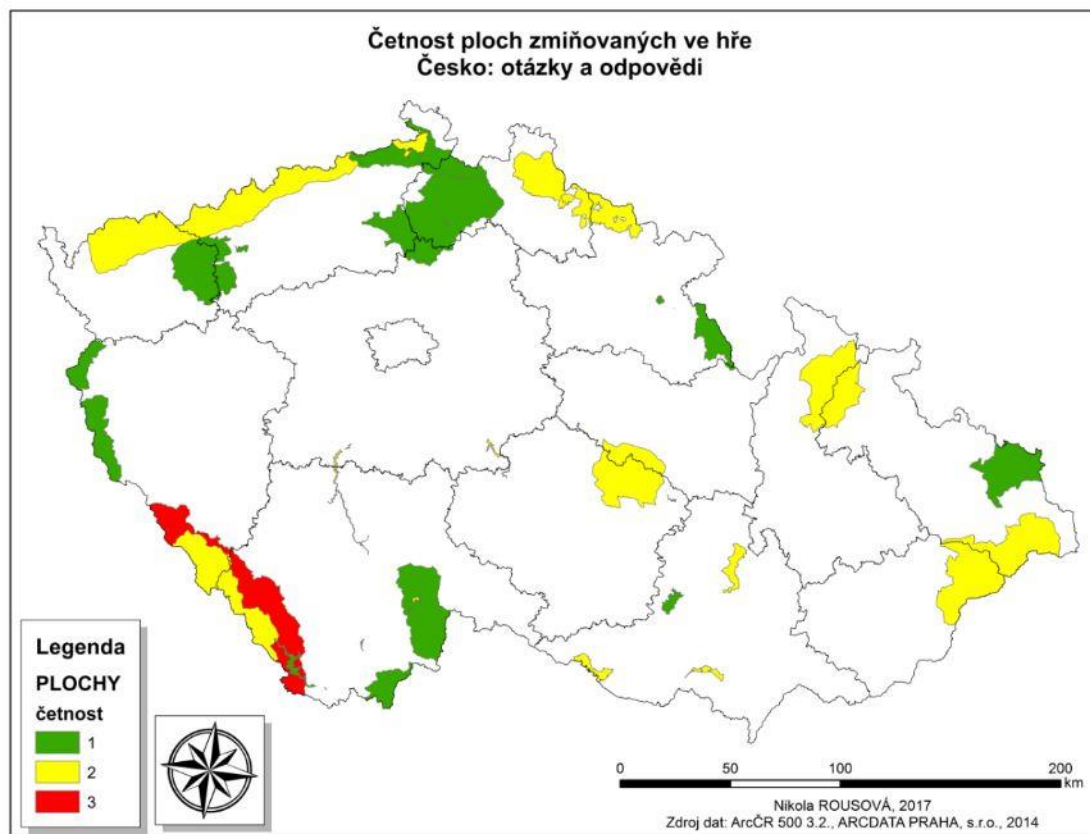 Četnost ploch zmiňovaných ve hře
Česko: otázky a odpovědi
Legenda
PLOCHY
četnost
1
2
3
0 50 100 200
km
Nikola ROUSOVÁ, 2017
Zdroj dat: ArcČR 500 3.2., ARCDATA PRAHA, s.r.o., 2014